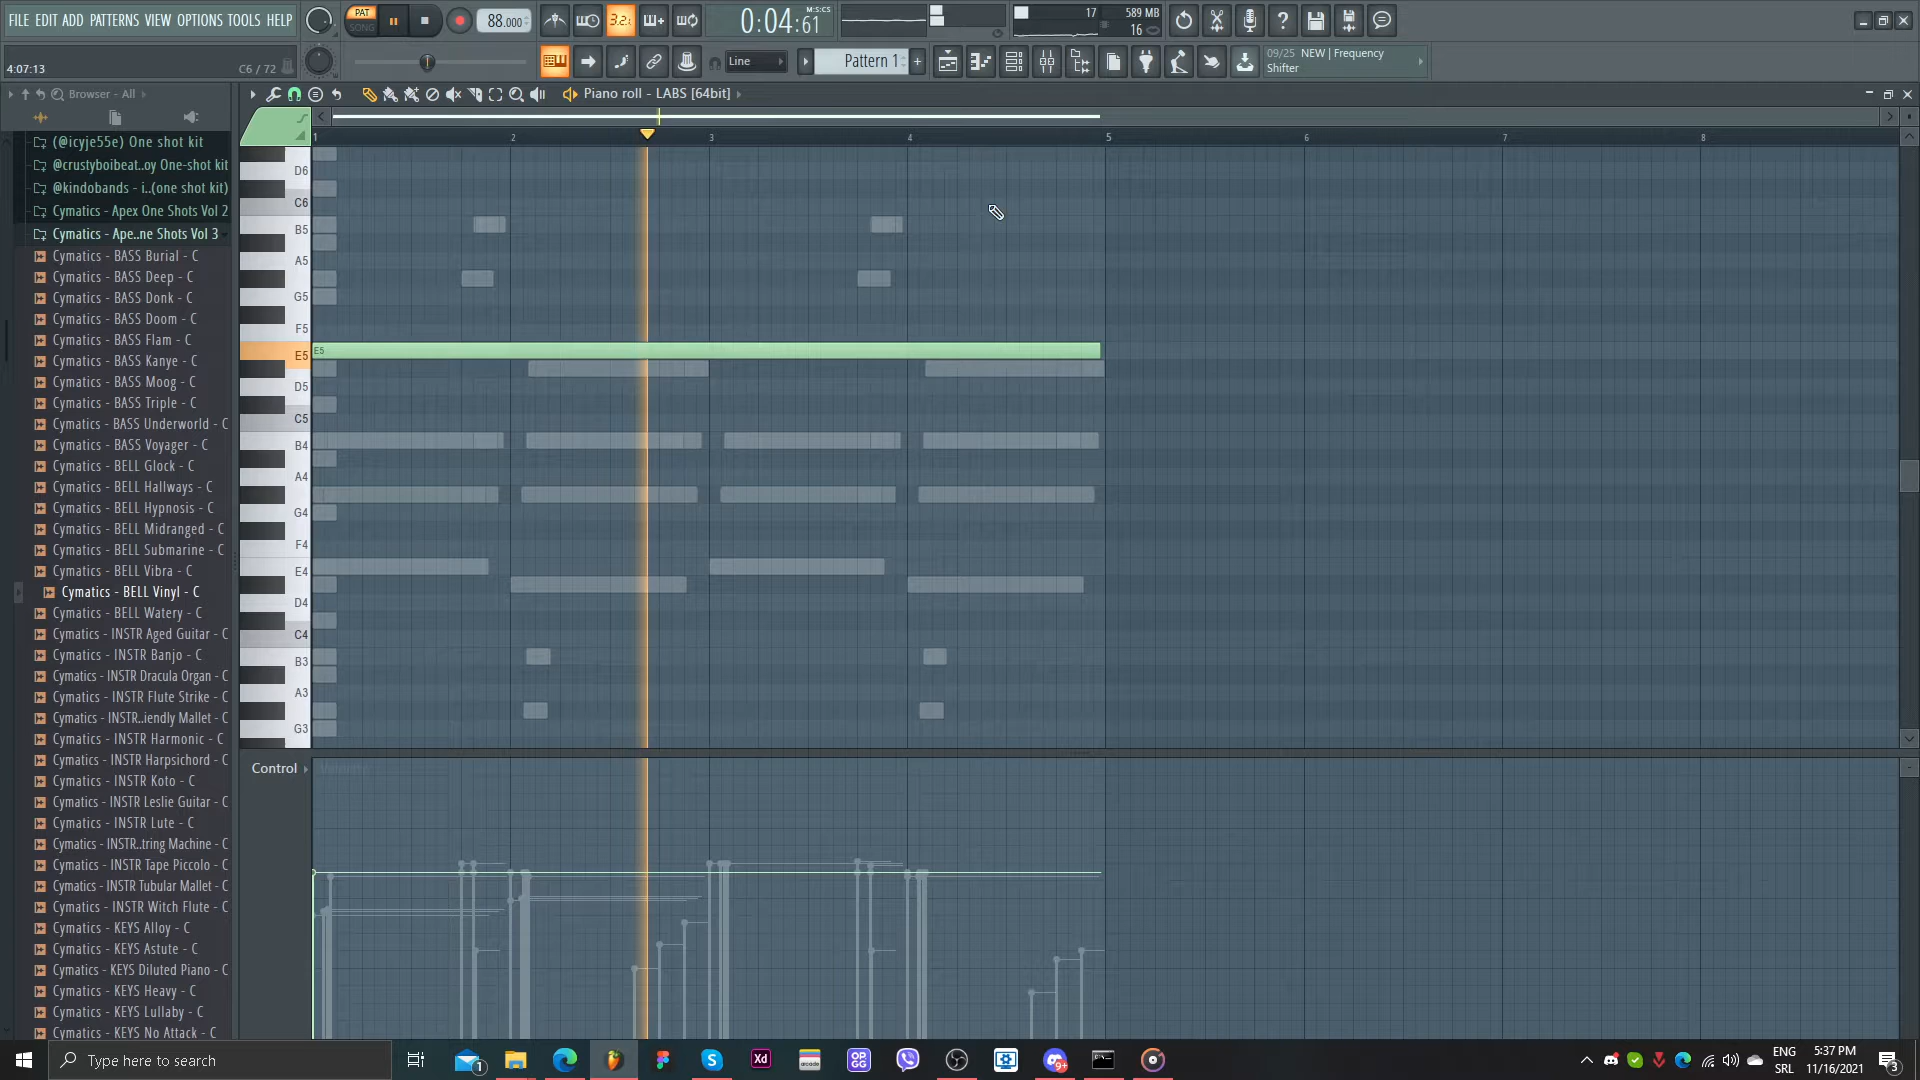 FILE EDIT ADD PATTERNS VIEW OPTIONS TOOLS HELP
PAT
SONG
88.000
3.2.
0:04:61
M:S:CS
17
589 MB
16
4:07:13
C6 / 72
Line
Pattern 1
09/25 NEW | Frequency
Shifter
Browser - All
Piano roll - LABS [64bit]
(@icyje55e) One shot kit
@crustyboibeat..oy One-shot kit
@kindobands - i..(one shot kit)
Cymatics - Apex One Shots Vol 2
Cymatics - Ape..ne Shots Vol 3
Cymatics - BASS Burial - C
Cymatics - BASS Deep - C
Cymatics - BASS Donk - C
Cymatics - BASS Doom - C
Cymatics - BASS Flam - C
Cymatics - BASS Kanye - C
Cymatics - BASS Moog - C
Cymatics - BASS Triple - C
Cymatics - BASS Underworld - C
Cymatics - BASS Voyager - C
Cymatics - BELL Glock - C
Cymatics - BELL Hallways - C
Cymatics - BELL Hypnosis - C
Cymatics - BELL Midranged - C
Cymatics - BELL Submarine - C
Cymatics - BELL Vibra - C
Cymatics - BELL Vinyl - C
Cymatics - BELL Watery - C
Cymatics - INSTR Aged Guitar - C
Cymatics - INSTR Banjo - C
Cymatics - INSTR Dracula Organ - C
Cymatics - INSTR Flute Strike - C
Cymatics - INSTR..iendly Mallet - C
Cymatics - INSTR Harmonic - C
Cymatics - INSTR Harpsichord - C
Cymatics - INSTR Koto - C
Cymatics - INSTR Leslie Guitar - C
Cymatics - INSTR Lute - C
Cymatics - INSTR..tring Machine - C
Cymatics - INSTR Tape Piccolo - C
Cymatics - INSTR Tubular Mallet - C
Cymatics - INSTR Witch Flute - C
Cymatics - KEYS Alloy - C
Cymatics - KEYS Astute - C
Cymatics - KEYS Diluted Piano - C
Cymatics - KEYS Heavy - C
Cymatics - KEYS Lullaby - C
Cymatics - KEYS No Attack - C
1 2 3 4 5 6 7 8
D6
C6
B5
A5
G5
F5
E5 E5
D5
C5
B4
A4
G4
F4
E4
D4
C4
B3
A3
G3
Control
Velocity
Type here to search
1
Xd
arcade
OP
GG
9+
ENG
SRL
5:37 PM
11/16/2021
3